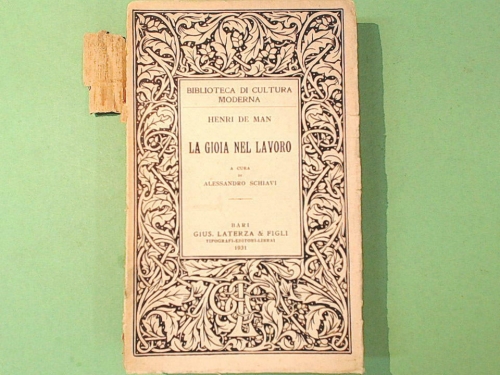 BIBLIOTECA DI CULTURA
MODERNA
HENRI DE MAN
LA GIOIA NEL LAVORO
A CURA
DI
ALESSANDRO SCHIAVI
BARI
GIUS. LATERZA & FIGLI
TIPOGRAFI-EDITORI-LIBRAI
1931